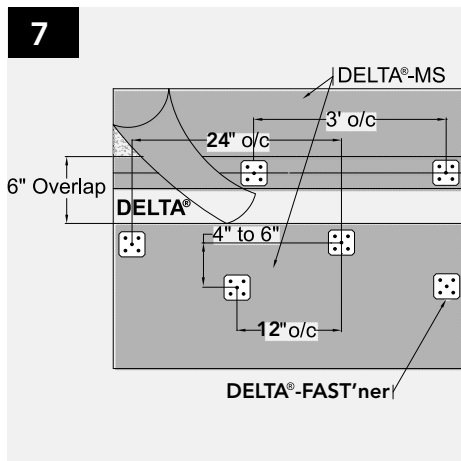 7
DELTA®-MS
3' o/c
24" o/c
6" Overlap
DELTA®
4" to 6"
12"o/c
DELTA®-FAST'ner